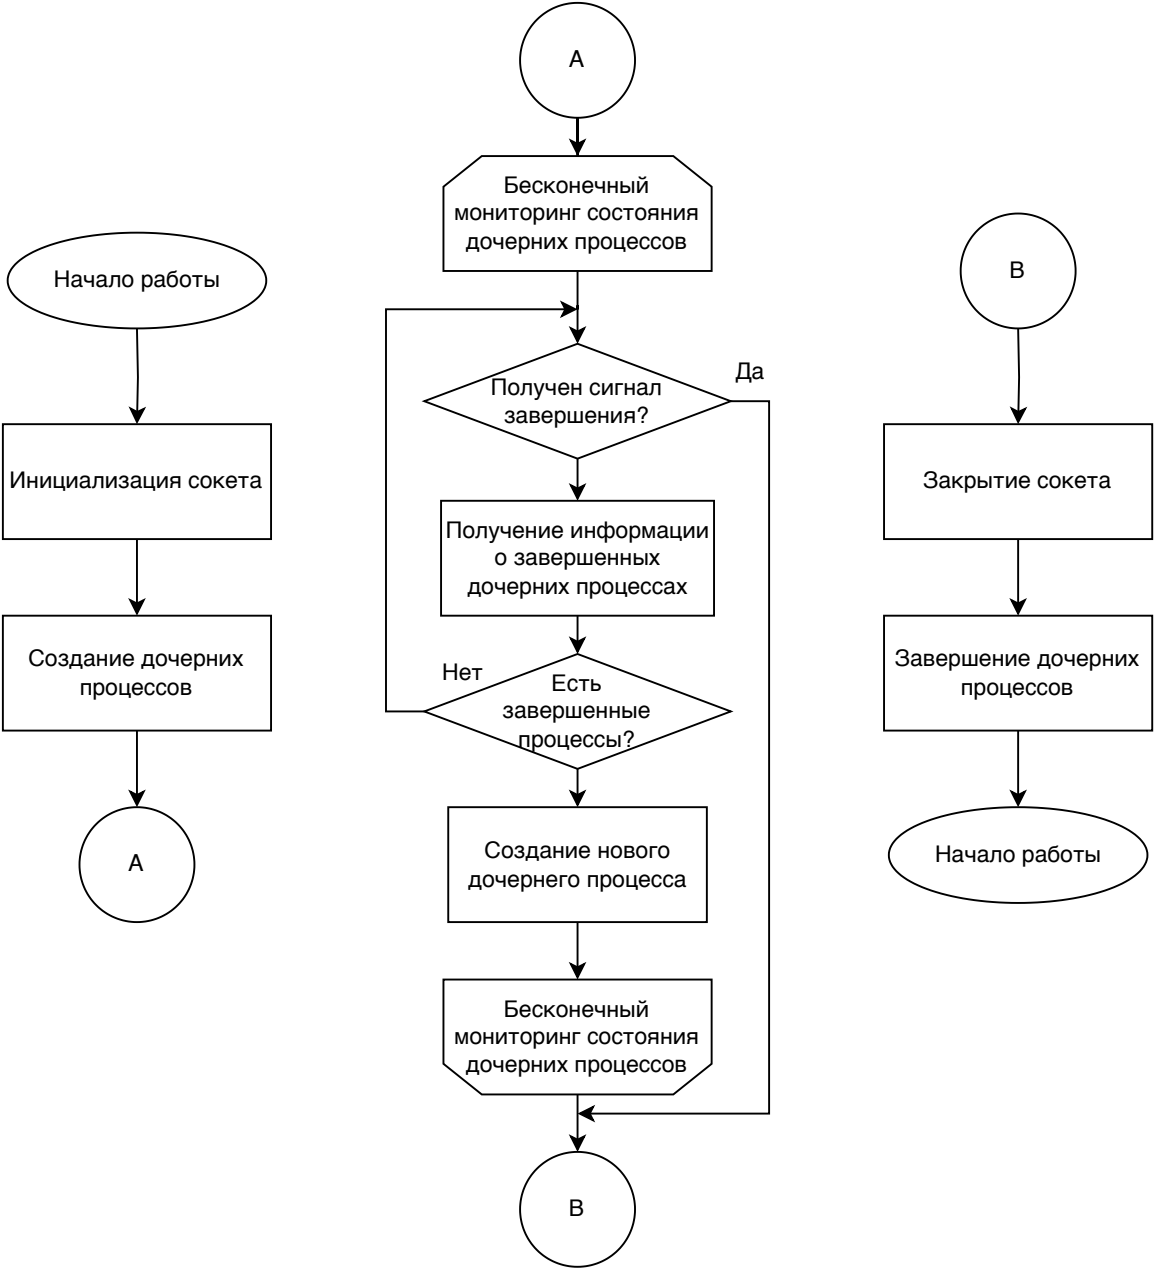 Начало работы
Инициализация сокета
Создание дочерних
процессов
А
А
Бесконечный
мониторинг состояния
дочерних процессов
Получен сигнал
завершения?
Да
Получение информации
о завершенных
дочерних процессах
Нет
Есть
завершенные
процессы?
Создание нового
дочернего процесса
Бесконечный
мониторинг состояния
дочерних процессов
В
В
Закрытие сокета
Завершение дочерних
процессов
Начало работы